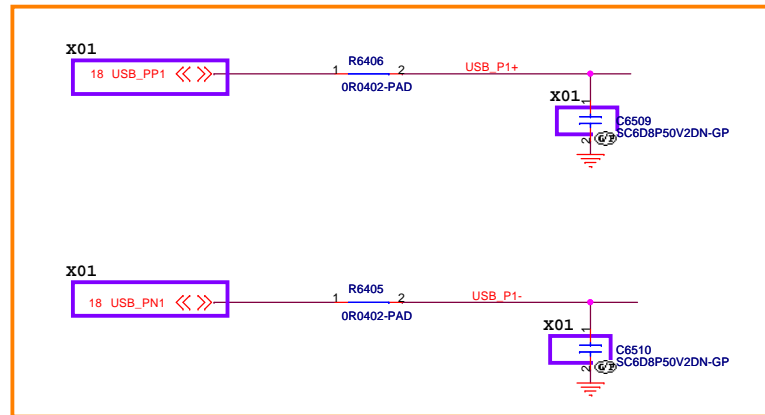 X01
18 USB_PP1
R6406
1 2
0R0402-PAD
USB_P1+
X01
1
C6509
SC6D8P50V2DN-GP
2
G/P
X01
18 USB_PN1
R6405
1 2
0R0402-PAD
USB_P1-
X01
1
C6510
SC6D8P50V2DN-GP
2